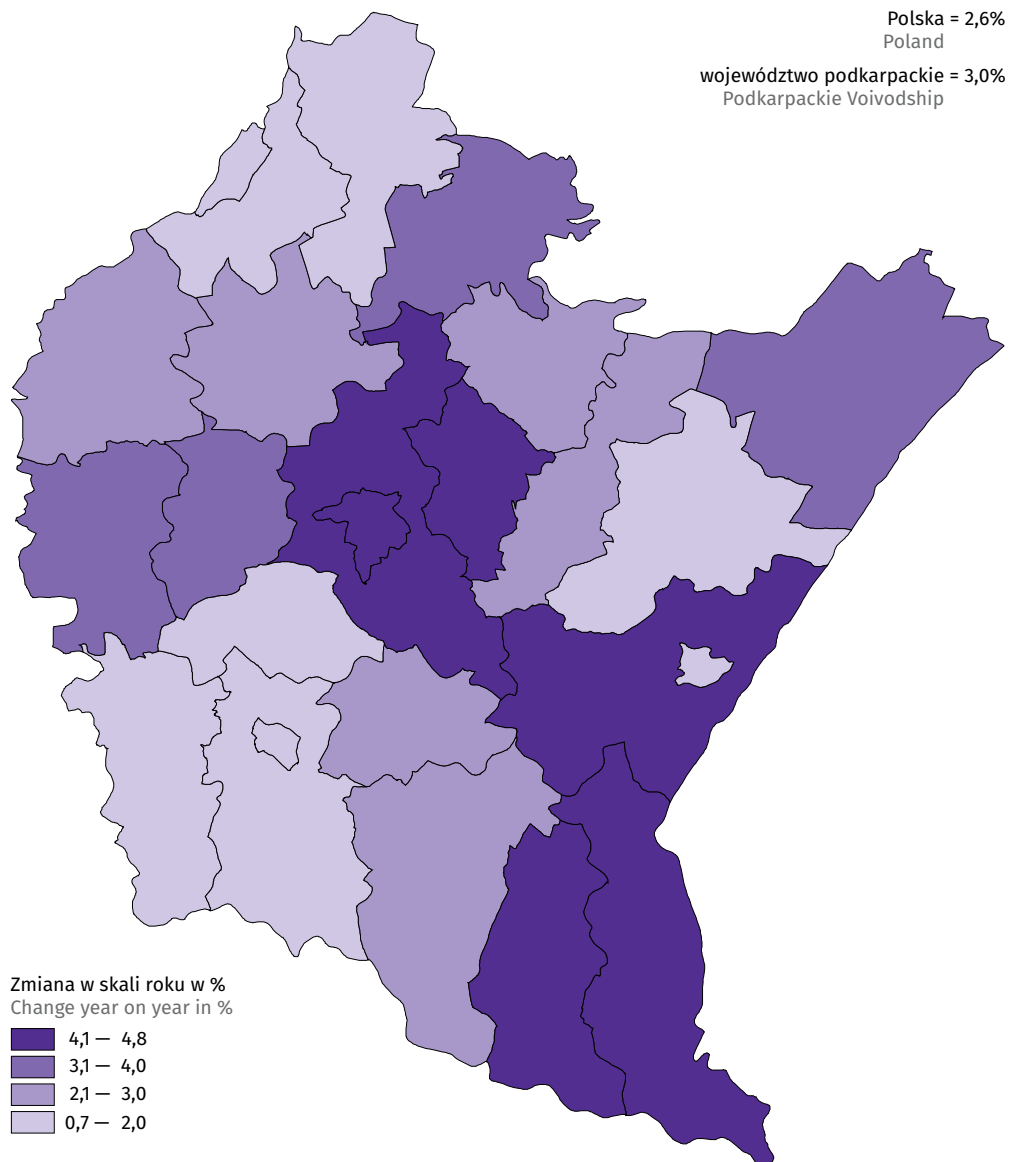 Polska = 2,6%
Poland
województwo podkarpackie = 3,0%
Podkarpackie Voivodship
Zmiana w skali roku w %
Change year on year in %
4,1 — 4,8
3,1 — 4,0
2,1 — 3,0
0,7 — 2,0